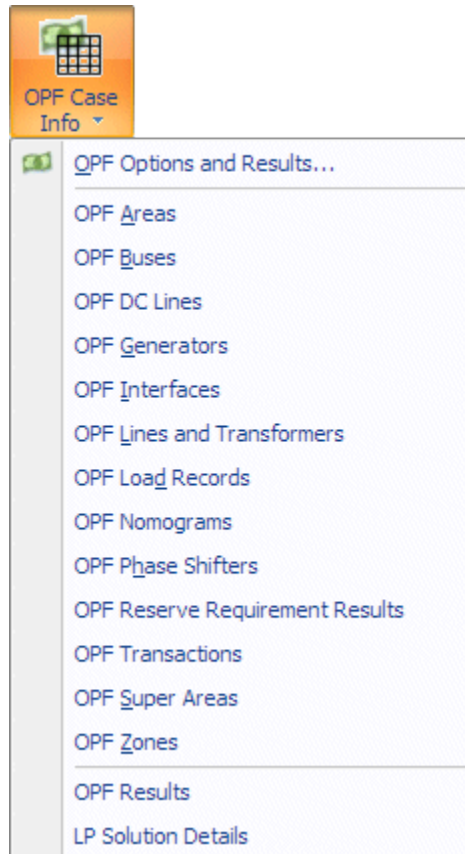 OPF Case
Info
OPF Options and Results...
OPF Areas
OPF Buses
OPF DC Lines
OPF Generators
OPF Interfaces
OPF Lines and Transformers
OPF Load Records
OPF Nomograms
OPF Phase Shifters
OPF Reserve Requirement Results
OPF Transactions
OPF Super Areas
OPF Zones
OPF Results
LP Solution Details